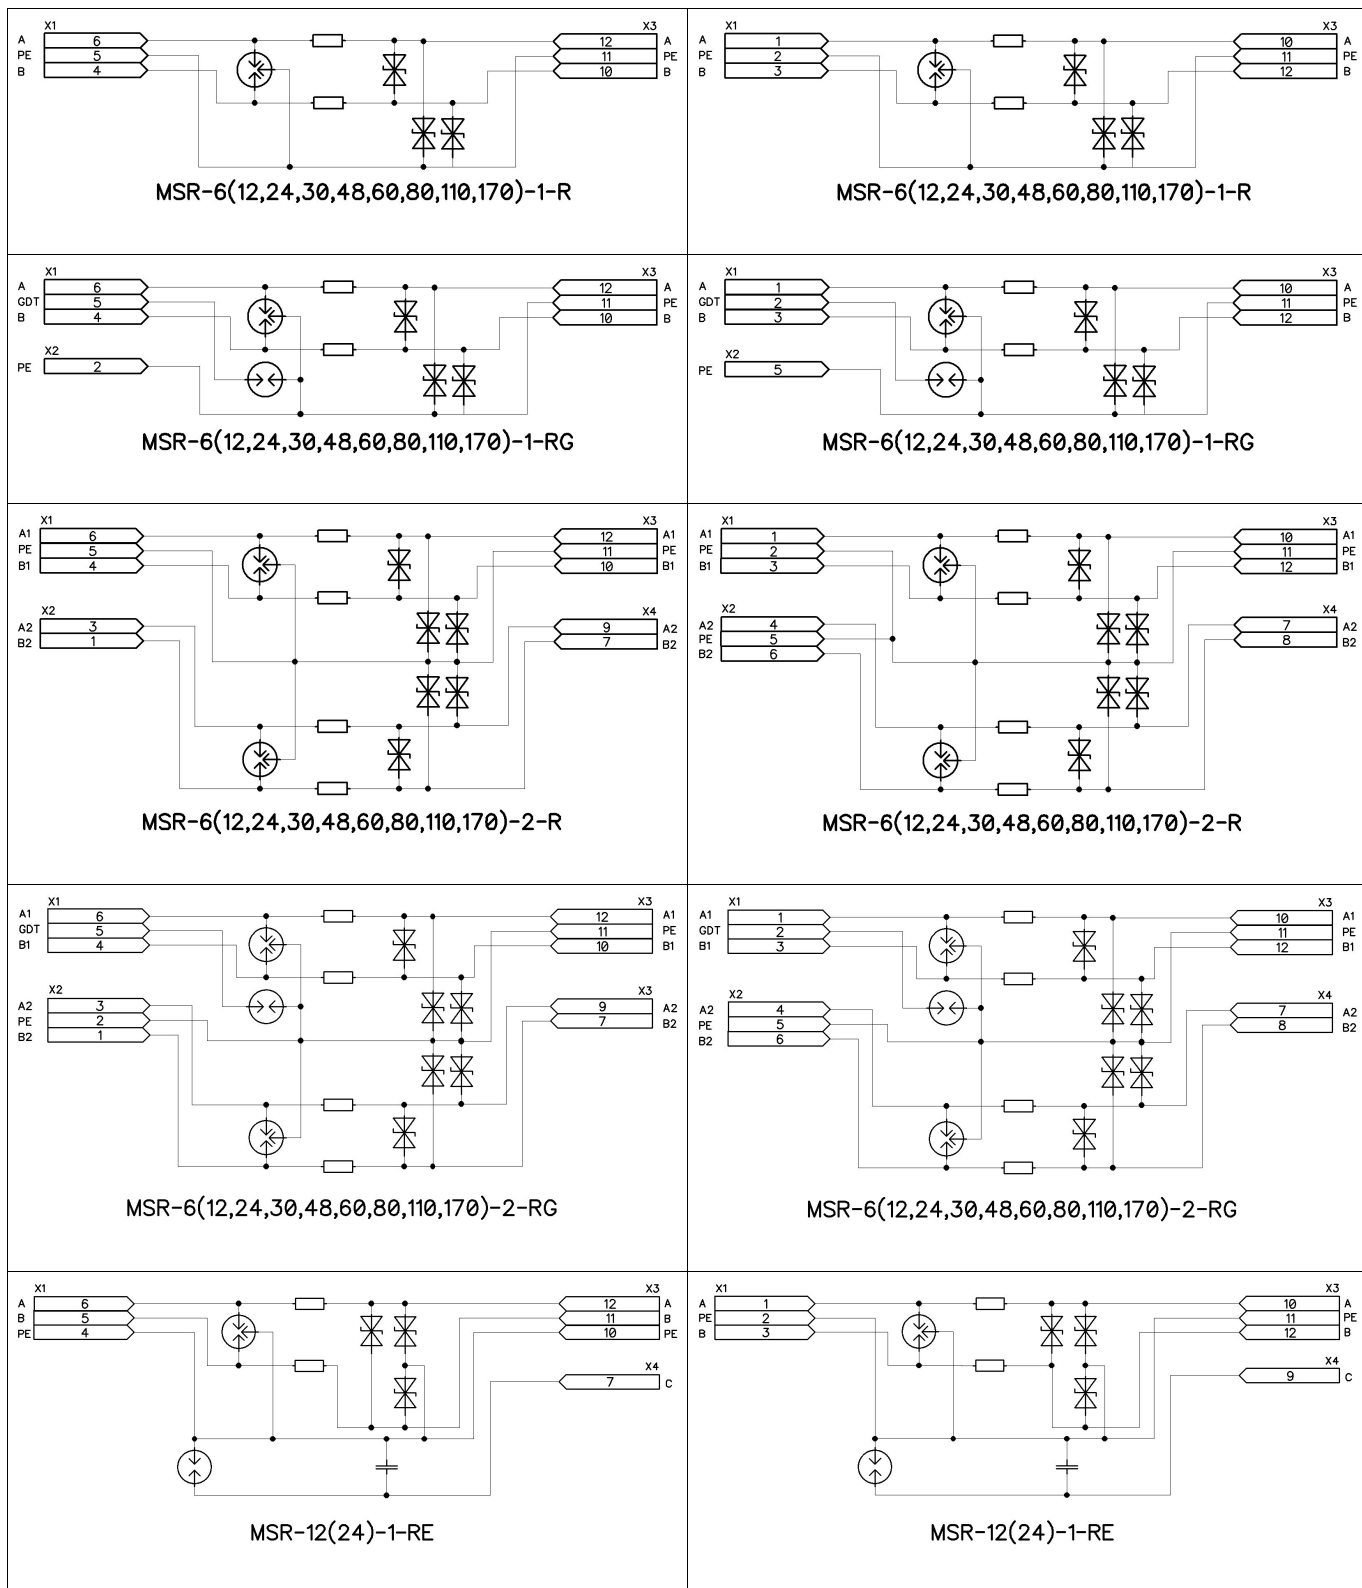 X1 X3
A 6 12 A
PE 5 11 PE
B 4 10 B
MSR-6(12,24,30,48,60,80,110,170)-1-R
X1 X3
A 1 10 A
PE 2 11 PE
B 3 12 B
MSR-6(12,24,30,48,60,80,110,170)-1-R
X1 X3
A 6 12 A
GDT 5 11 PE
B 4 10 B
X2
PE 2
MSR-6(12,24,30,48,60,80,110,170)-1-RG
X1 X3
A 1 10 A
GDT 2 11 PE
B 3 12 B
X2
PE 5
MSR-6(12,24,30,48,60,80,110,170)-1-RG
X1 X3
A1 6 12 A1
PE 5 11 PE
B1 4 10 B1
X2 X4
A2 3 9 A2
B2 1 7 B2
MSR-6(12,24,30,48,60,80,110,170)-2-R
X1 X3
A1 1 10 A1
PE 2 11 PE
B1 3 12 B1
X2 X4
A2 4 7 A2
PE 5 8 B2
B2 6
MSR-6(12,24,30,48,60,80,110,170)-2-R
X1 X3
A1 6 12 A1
GDT 5 11 PE
B1 4 10 B1
X2 X3
A2 3 9 A2
PE 2 7 B2
B2 1
MSR-6(12,24,30,48,60,80,110,170)-2-RG
X1 X3
A1 1 10 A1
GDT 2 11 PE
B1 3 12 B1
X2 X4
A2 4 7 A2
PE 5 8 B2
B2 6
MSR-6(12,24,30,48,60,80,110,170)-2-RG
X1 X3
A 6 12 A
B 5 11 B
PE 4 10 PE
X4
7 C
MSR-12(24)-1-RE
X1 X3
A 1 10 A
PE 2 11 PE
B 3 12 B
X4
9 C
MSR-12(24)-1-RE